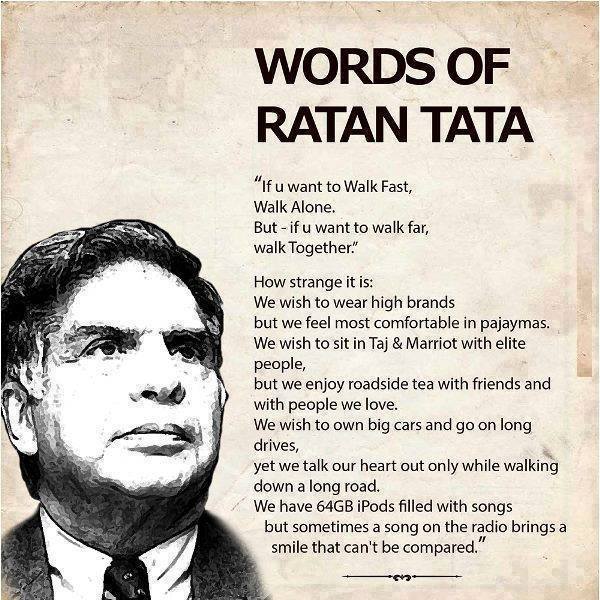 WORDS OF
RATAN TATA
“If u want to Walk Fast,
Walk Alone.
But - if u want to walk far,
walk Together.”
How strange it is:
We wish to wear high brands
but we feel most comfortable in pajaymas.
We wish to sit in Taj & Marriot with elite
people,
but we enjoy roadside tea with friends and
with people we love.
We wish to own big cars and go on long
drives,
yet we talk our heart out only while walking
down a long road.
We have 64GB iPods filled with songs
but sometimes a song on the radio brings a
smile that can't be compared.”